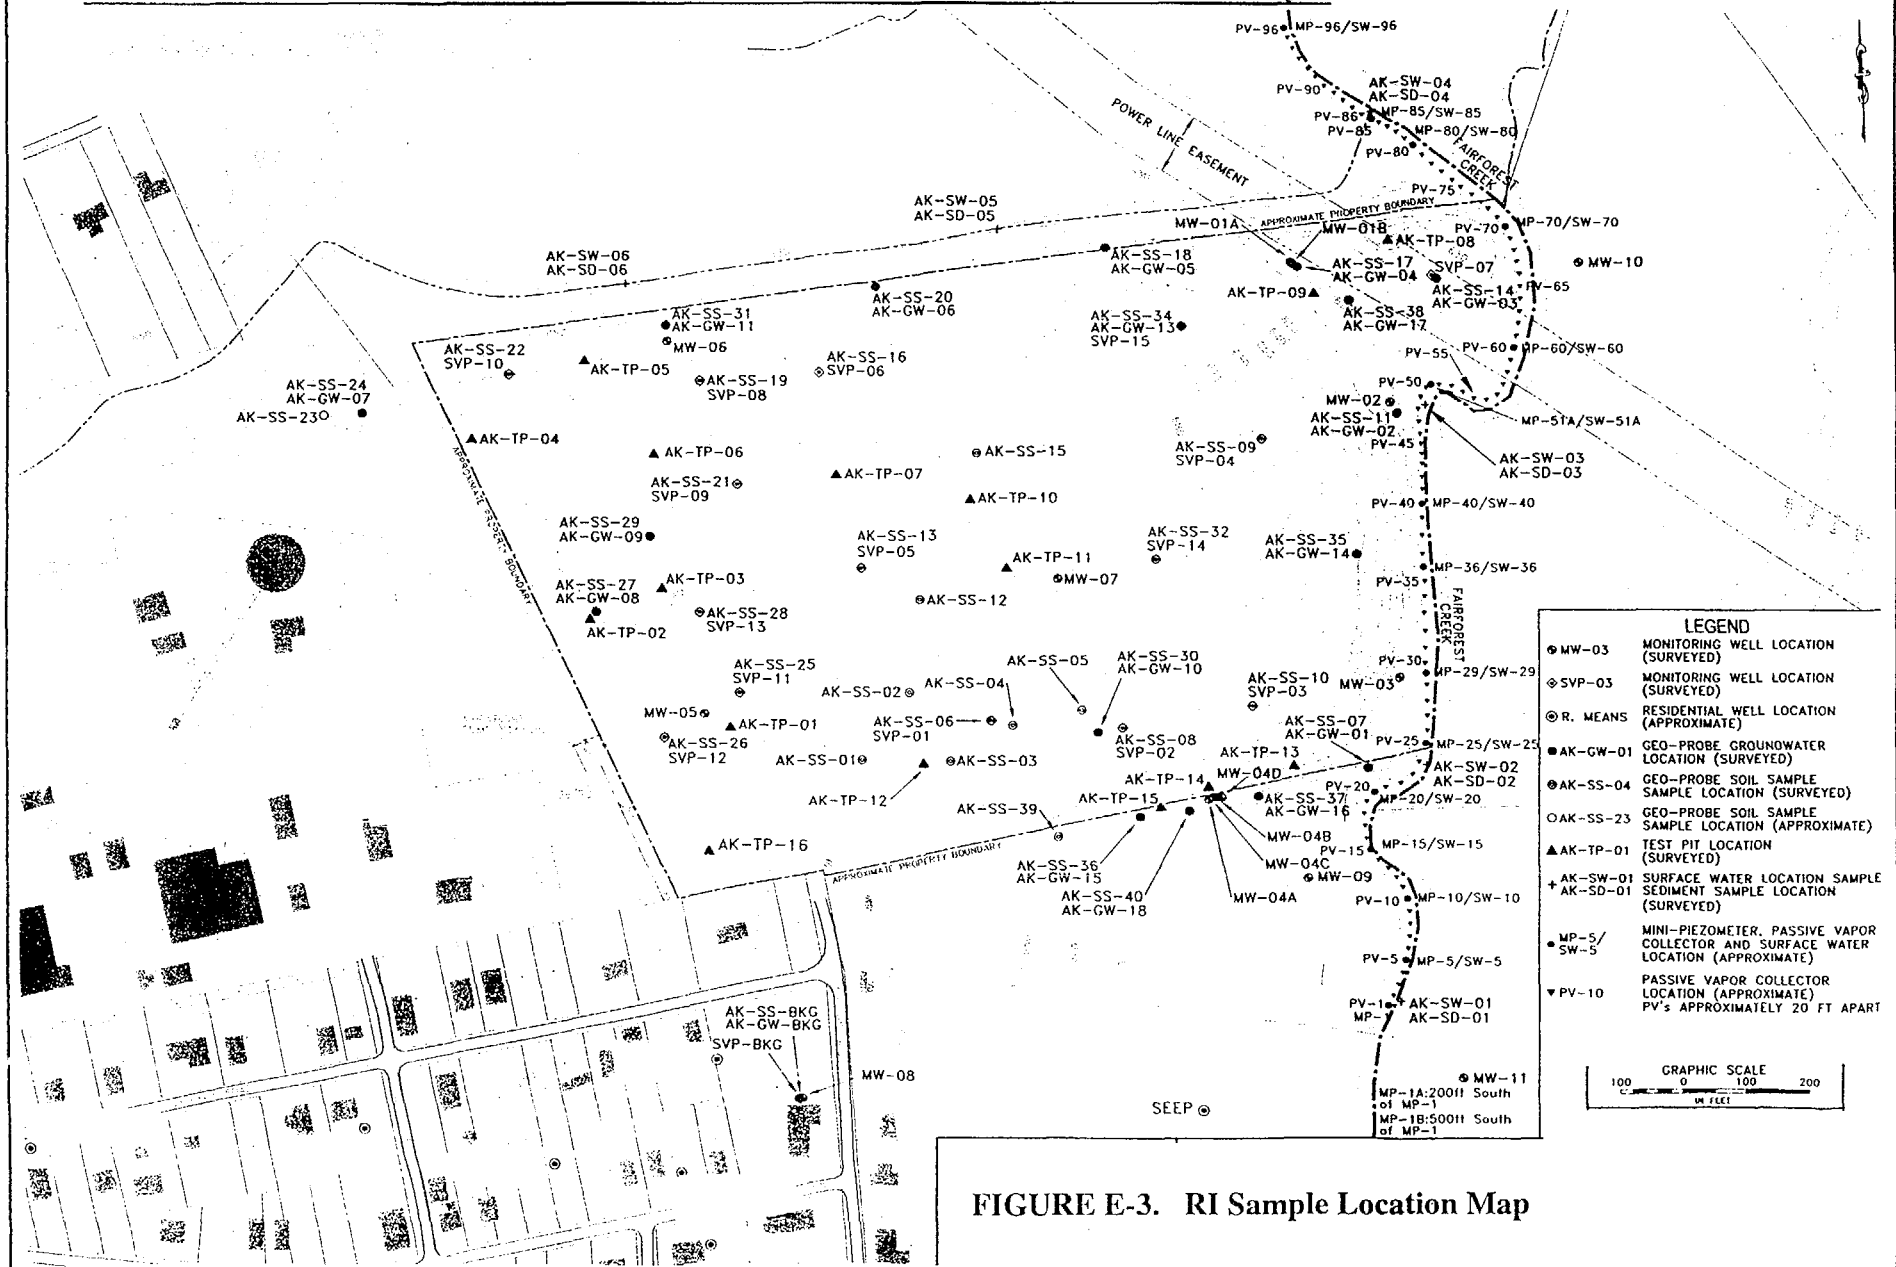 PV-96 MP-96/SW-96
PV-90
AK-SW-04
AK-SD-04
PV-86 MP-85/SW-85
PV-85
MP-80/SW-80
PV-80
FAIRFOREST
CREEK
POWER LINE EASEMENT
PV-75
APPROXIMATE PROPERTY BOUNDARY
AK-SW-05
AK-SD-05
MW-01A
MW-01B
PV-70 MP-70/SW-70
AK-TP-08
AK-SW-06
AK-SD-06
AK-SS-18
AK-GW-05
AK-SS-17
AK-GW-04
SVP-07
MW-10
AK-SS-14
AK-GW-03
PV-65
AK-TP-09
AK-SS-20
AK-GW-06
AK-SS-38
AK-GW-17
AK-SS-31
AK-GW-11
MW-06
AK-SS-34
AK-GW-13
SVP-15
AK-SS-22
SVP-10
AK-TP-05
AK-SS-16
SVP-06
AK-SS-19
SVP-08
PV-60 MP-60/SW-60
PV-55
AK-SS-24
AK-GW-07
AK-SS-23
PV-50
MW-02
AK-SS-11
AK-GW-02
MP-51A/SW-51A
PV-45
AK-TP-04
AK-TP-06
AK-TP-07
AK-SS-15
AK-SS-09
SVP-04
AK-SW-03
AK-SD-03
APPROXIMATE PROPERTY BOUNDARY
AK-SS-21
SVP-09
AK-TP-10
PV-40 MP-40/SW-40
AK-SS-29
AK-GW-09
AK-SS-13
SVP-05
AK-SS-32
SVP-14
AK-SS-35
AK-GW-14
AK-TP-11
MW-07
MP-36/SW-36
PV-35
AK-TP-03
AK-SS-27
AK-GW-08
AK-TP-02
AK-SS-28
SVP-13
AK-SS-12
FAIRFOREST
CREEK
AK-SS-25
SVP-11
AK-SS-02
AK-SS-04
AK-SS-05
AK-SS-30
AK-GW-10
PV-30
MP-29/SW-29
MW-03
AK-SS-10
SVP-03
MW-05
AK-TP-01
AK-SS-26
SVP-12
AK-SS-06
SVP-01
AK-SS-08
SVP-02
AK-SS-07
AK-GW-01
PV-25 MP-25/SW-25
AK-SS-01
AK-SS-03
AK-TP-12
AK-TP-13
AK-SW-02
AK-SD-02
AK-TP-14
MW-04D
PV-20
MP-20/SW-20
AK-TP-15
AK-SS-37
AK-GW-16
AK-SS-39
MW-04B
AK-TP-16
APPROXIMATE PROPERTY BOUNDARY
PV-15 MP-15/SW-15
AK-SS-36
AK-GW-15
MW-04C
MW-09
AK-SS-40
AK-GW-18
MW-04A
PV-10 MP-10/SW-10
PV-5 MP-5/SW-5
PV-1
MP-1
AK-SW-01
AK-SD-01
AK-SS-BKG
AK-GW-BKG
SVP-BKG
MW-08
MW-11
SEEP
MP-1A:200ft South
of MP-1
MP-1B:500ft South
of MP-1
LEGEND
MW-03 MONITORING WELL LOCATION
(SURVEYED)
SVP-03 MONITORING WELL LOCATION
(SURVEYED)
R. MEANS RESIDENTIAL WELL LOCATION
(APPROXIMATE)
AK-GW-01 GEO-PROBE GROUNDWATER
LOCATION (SURVEYED)
AK-SS-04 GEO-PROBE SOIL SAMPLE
SAMPLE LOCATION (SURVEYED)
AK-SS-23 GEO-PROBE SOIL SAMPLE
SAMPLE LOCATION (APPROXIMATE)
AK-TP-01 TEST PIT LOCATION
(SURVEYED)
AK-SW-01 SURFACE WATER LOCATION SAMPLE
AK-SD-01 SEDIMENT SAMPLE LOCATION
(SURVEYED)
MP-5/
SW-5
MINI-PIEZOMETER, PASSIVE VAPOR
COLLECTOR AND SURFACE WATER
LOCATION (APPROXIMATE)
PV-10
PASSIVE VAPOR COLLECTOR
LOCATION (APPROXIMATE)
PV's APPROXIMATELY 20 FT APART
GRAPHIC SCALE
100 0 100 200
IN FEET
FIGURE E-3. RI Sample Location Map